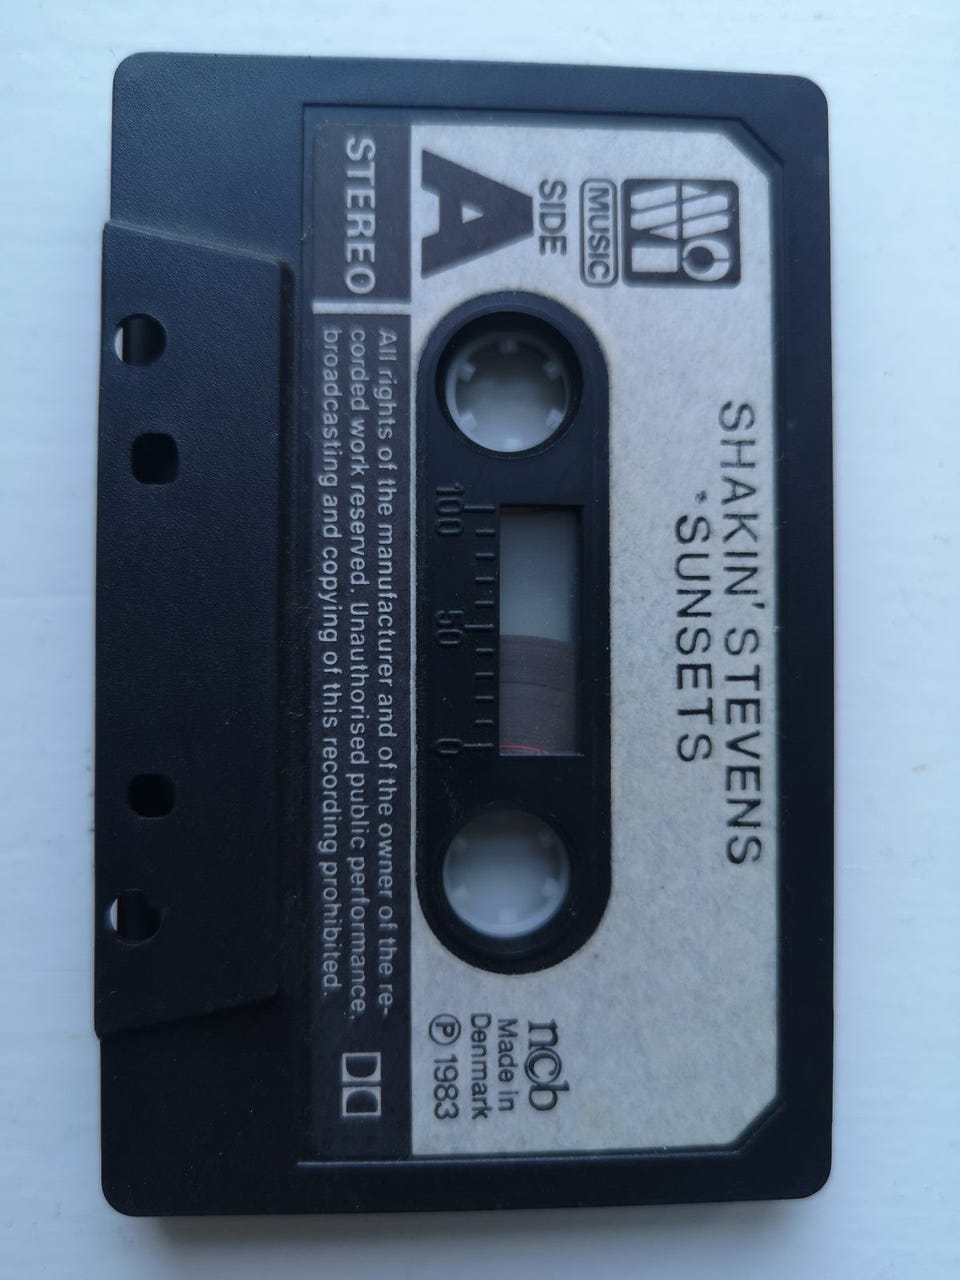 SHAKIN' STEVENS
*SUNSETS
MUSIC
SIDE
A
ncb
Made in
Denmark
Ⓟ 1983
100 50 0
STEREO
All rights of the manufacturer and of the owner of the re-
corded work reserved. Unauthorised public performance,
broadcasting and copying of this recording prohibited.